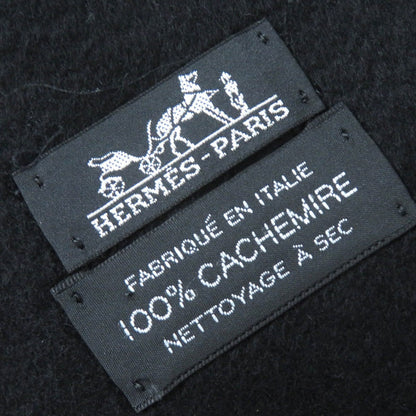 HERMÈS-PARIS
FABRIQUÉ EN ITALIE
100% CACHEMIRE
NETTOYAGE À SEC